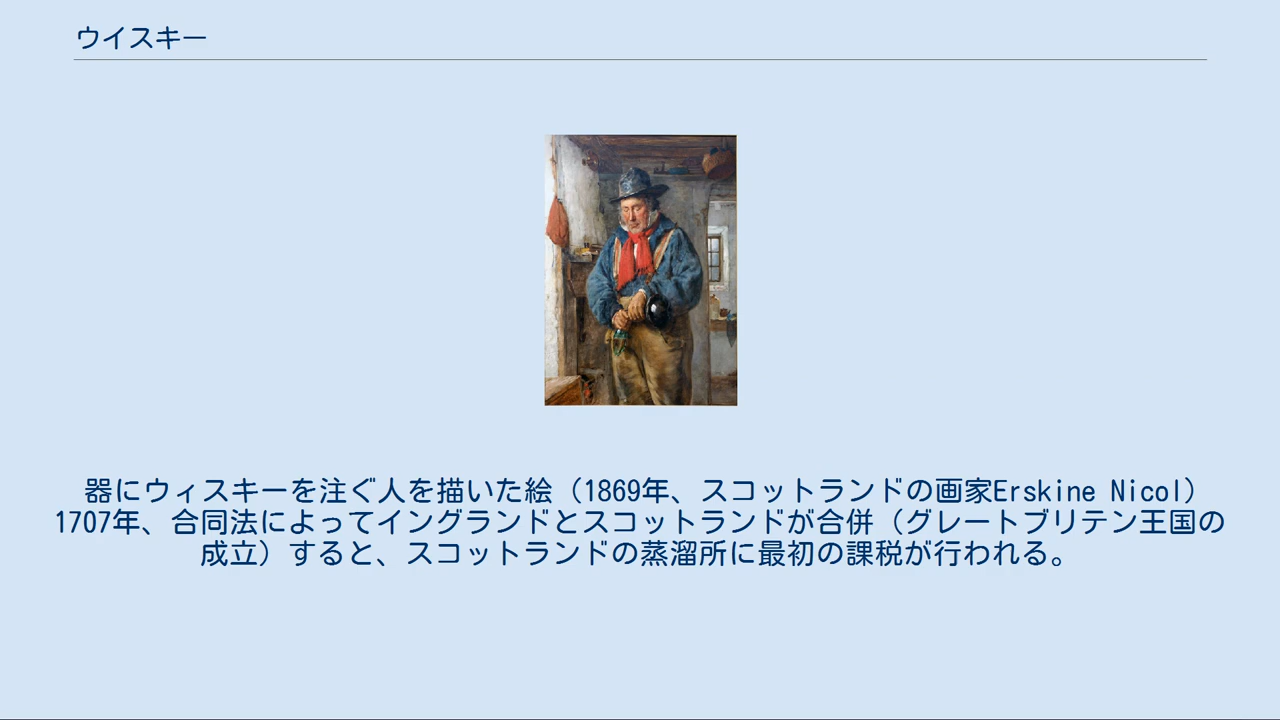 ウイスキー
器にウィスキーを注ぐ人を描いた絵（1869年、スコットランドの画家Erskine Nicol）
1707年、合同法によってイングランドとスコットランドが合併（グレートブリテン王国の
成立）すると、スコットランドの蒸溜所に最初の課税が行われる。